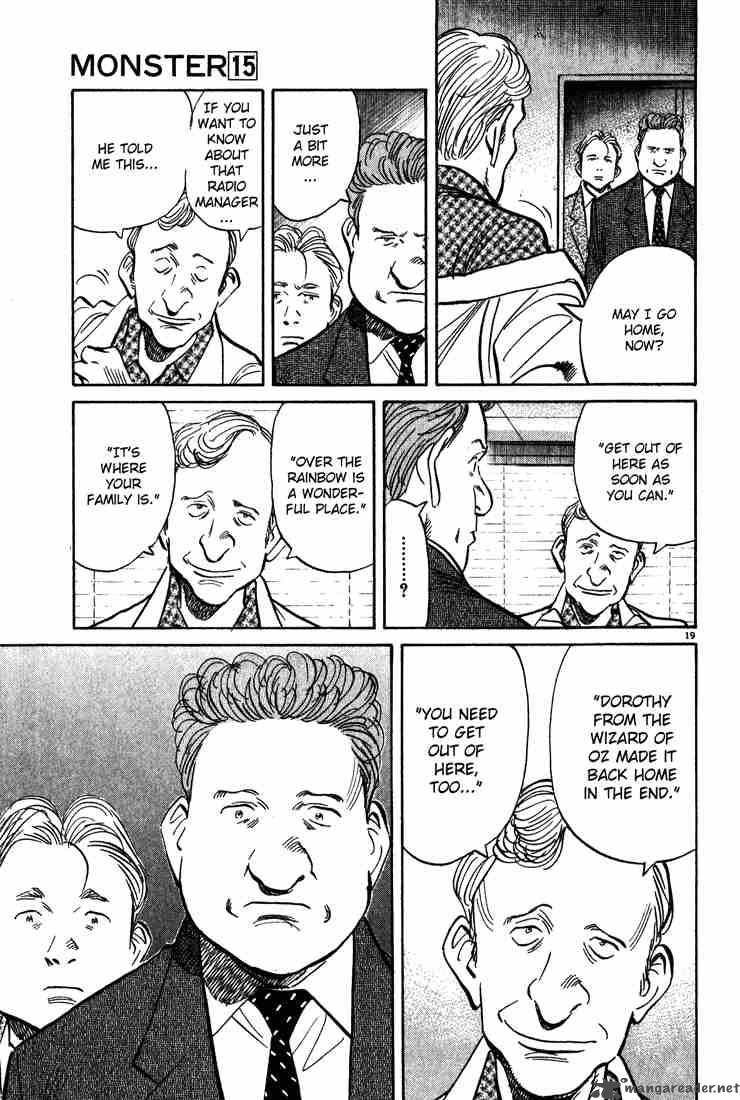 MONSTER 15
MAY I GO
HOME,
NOW?
JUST
A BIT
MORE
...
IF YOU
WANT TO
KNOW
ABOUT
THAT
RADIO
MANAGER
...
HE TOLD
ME THIS...
"GET OUT OF
HERE AS
SOON AS
YOU CAN."
........
?
"OVER THE
RAINBOW IS
A WONDER-
FUL PLACE."
"IT'S
WHERE
YOUR
FAMILY IS."
19
"DOROTHY
FROM THE
WIZARD OF
OZ MADE IT
BACK HOME
IN THE END."
"YOU NEED
TO GET
OUT OF
HERE,
TOO..."
mangareader.net